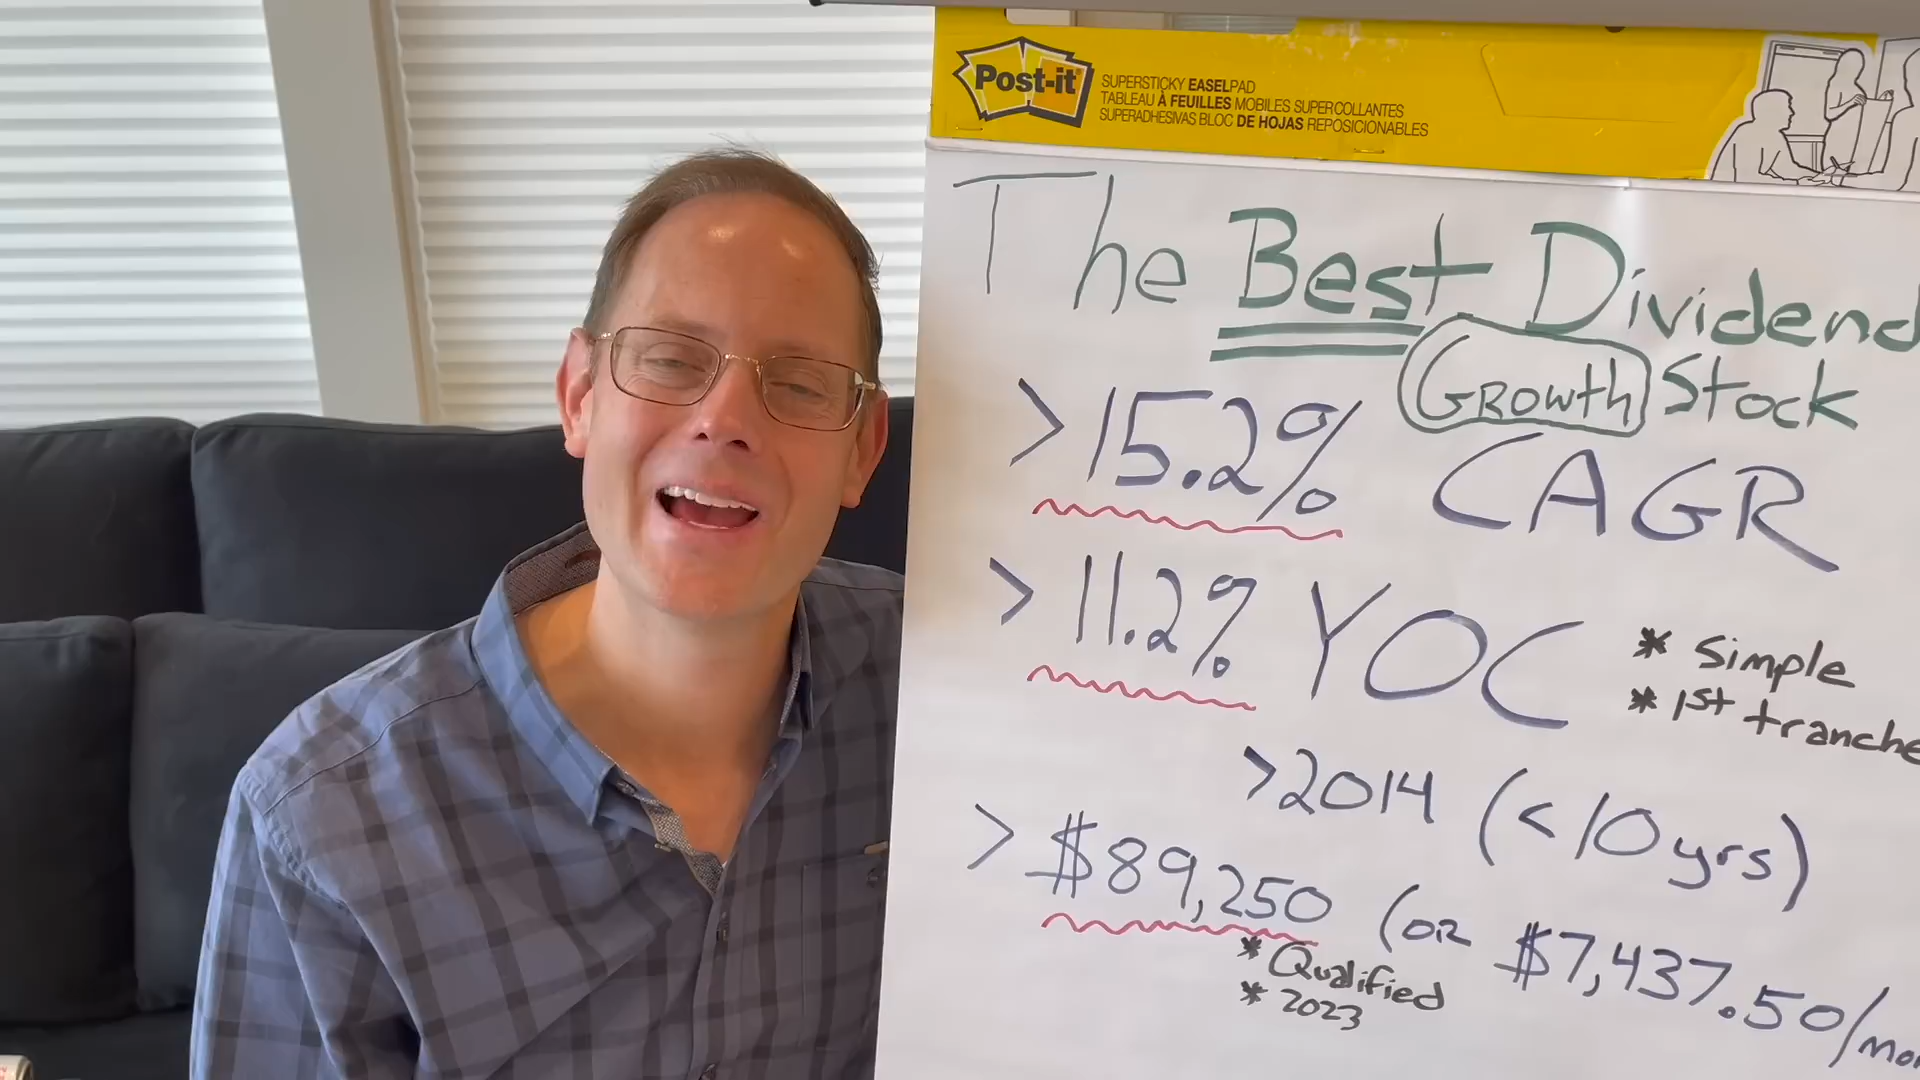 Post-it
SUPERSTICKY EASELPAD
TABLEAU À FEUILLES MOBILES SUPERCOLLANTES
SUPERADHESIVAS BLOC DE HOJAS REPOSICIONABLES
The Best Dividend
Growth Stock
> 15.2% CAGR
> 11.2% YOC
* Simple
* 1st tranche
> 2014 (<10yrs)
> $89,250 (or $7,437.50/mo
* Qualified
* 2023